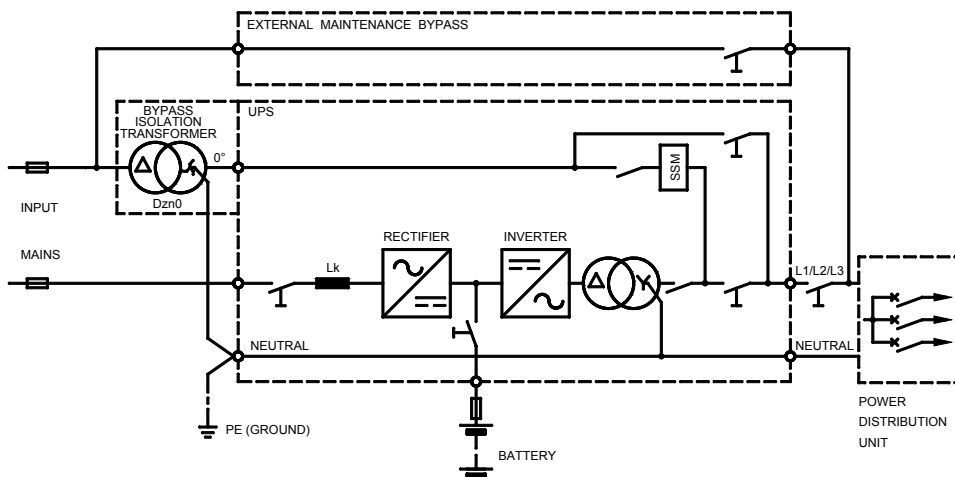 EXTERNAL MAINTENANCE BYPASS
BYPASS
ISOLATION
TRANSFORMER
UPS
0°
SSM
Dzn0
INPUT
RECTIFIER
INVERTER
MAINS
Lk
L1/L2/L3
NEUTRAL
NEUTRAL
POWER
DISTRIBUTION
UNIT
PE (GROUND)
BATTERY